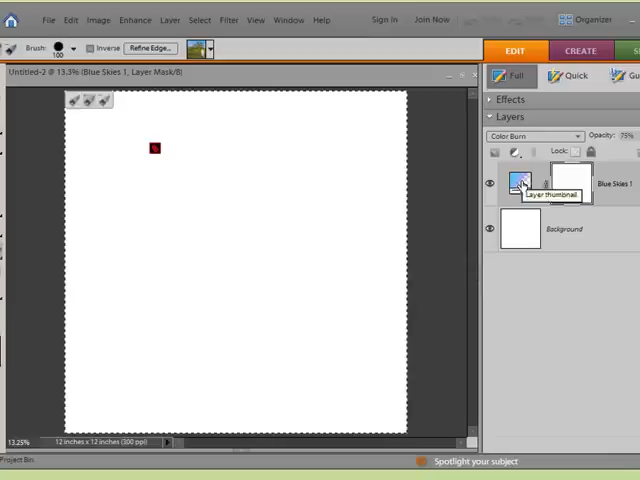 File Edit Image Enhance Layer Select Filter View Window Help Sign In Join Now Organizer
Brush: 100 Inverse Refine Edge... EDIT CREATE
Untitled-2 @ 13.3% (Blue Skies 1, Layer Mask/8) Full Quick
Effects
Layers
Color Burn Opacity: 75%
Lock:
Blue Skies 1
Layer thumbnail
Background
13.25% 12 inches x 12 inches (300 ppi)
Project Bin Spotlight your subject